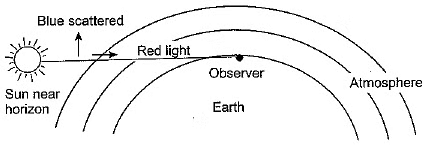 Blue scattered
Red light
Observer
Sun near
horizon
Atmosphere
Earth